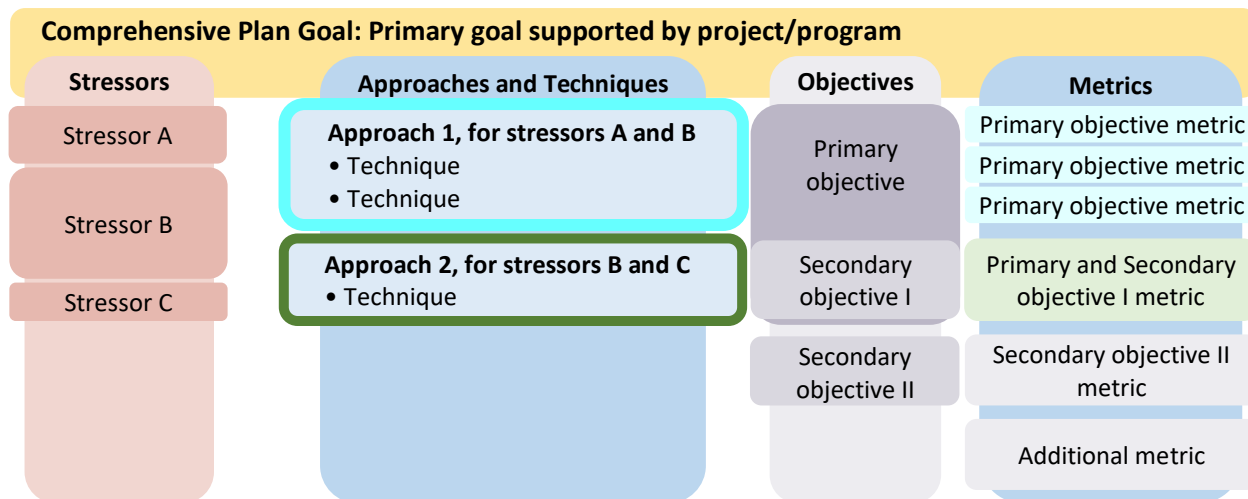 Comprehensive Plan Goal: Primary goal supported by project/program
Stressors
Stressor A
Stressor B
Stressor C
Approaches and Techniques
Approach 1, for stressors A and B
• Technique
• Technique
Approach 2, for stressors B and C
• Technique
Objectives
Primary
objective
Secondary
objective I
Secondary
objective II
Metrics
Primary objective metric
Primary objective metric
Primary objective metric
Primary and Secondary
objective I metric
Secondary objective II
metric
Additional metric